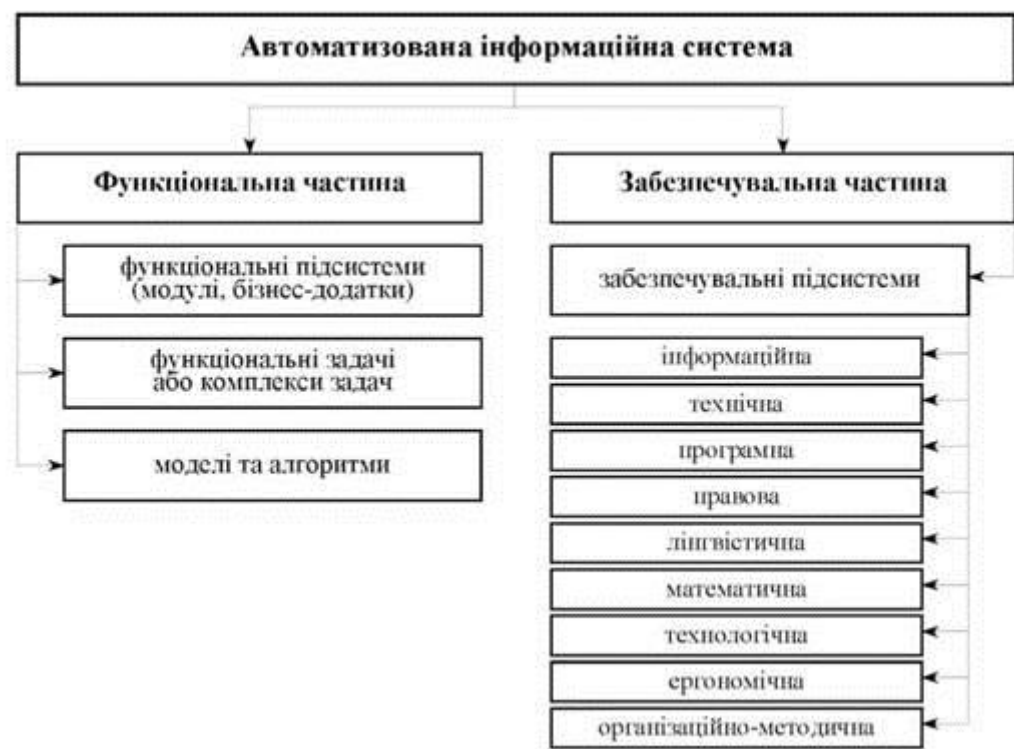 Автоматизована інформаційна система
Функціональна частина
функціональні підсистеми
(модулі, бізнес-додатки)
функціональні задачі
або комплекси задач
моделі та алгоритми
Забезпечувальна частина
забезпечувальні підсистеми
інформаційна
технічна
програмна
правова
лінгвістична
математична
технологічна
ергономічна
організаційно-методична